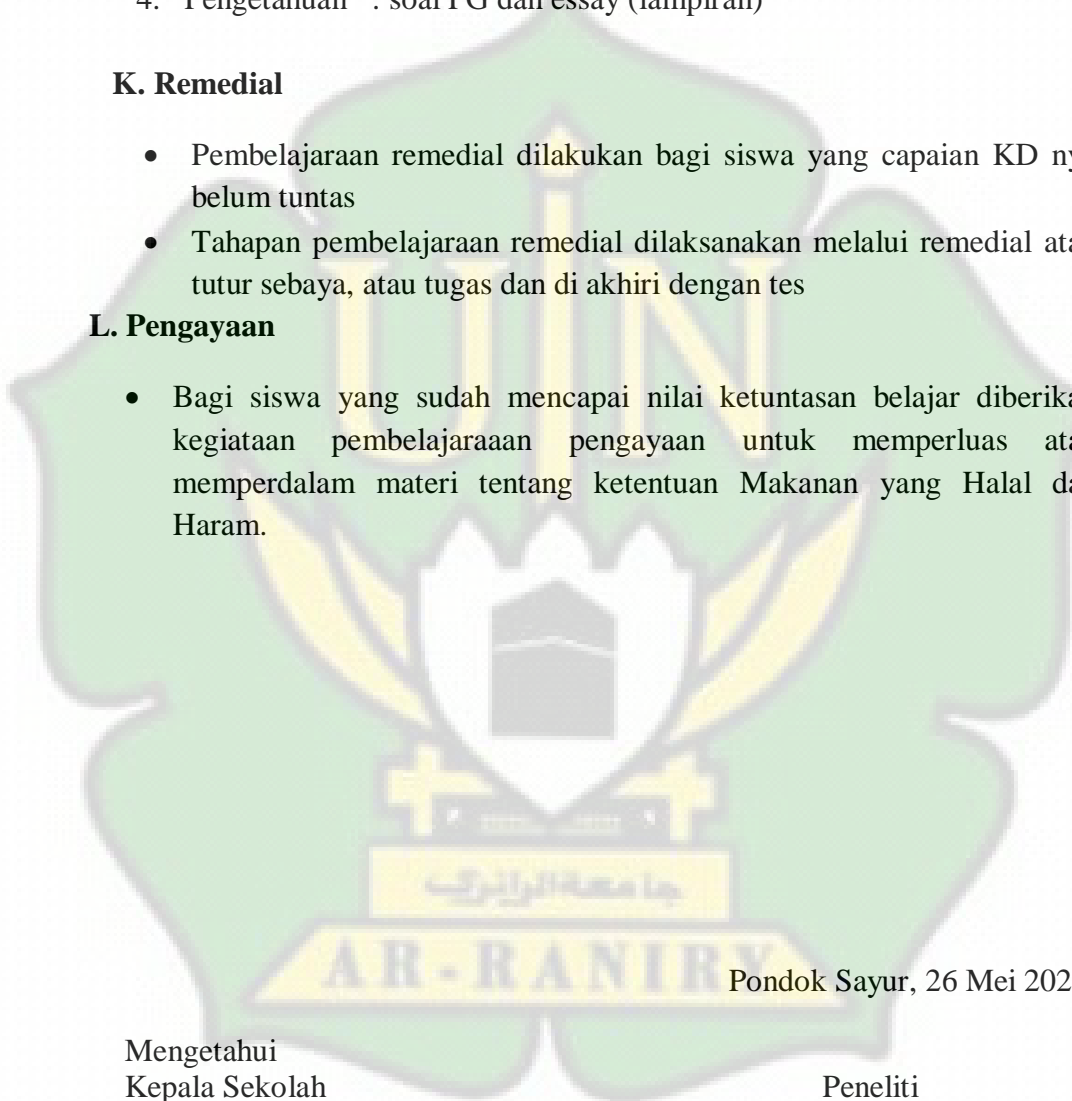 4. Pengetahuan : soal PG dan essay (lampiran)
K. Remedial
• Pembelajaraan remedial dilakukan bagi siswa yang capaian KD ny
belum tuntas
• Tahapan pembelajaraan remedial dilaksanakan melalui remedial ata
tutur sebaya, atau tugas dan di akhiri dengan tes
L. Pengayaan
• Bagi siswa yang sudah mencapai nilai ketuntasan belajar diberika
kegiataan pembelajaraaan pengayaan untuk memperluas ata
memperdalam materi tentang ketentuan Makanan yang Halal da
Haram.
UIN
جامعة الرانري
AR-RANIRY
Pondok Sayur, 26 Mei 202
Mengetahui
Kepala Sekolah Peneliti